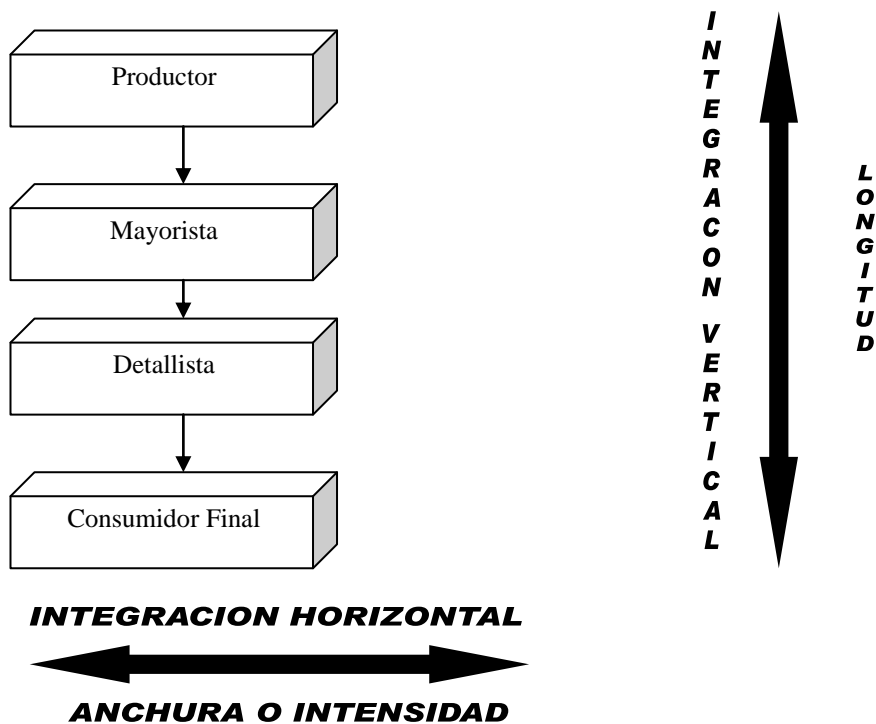 Productor
Mayorista
Detallista
Consumidor Final
INTEGRACON VERTICAL
LONGITUD
INTEGRACION HORIZONTAL
ANCHURA O INTENSIDAD